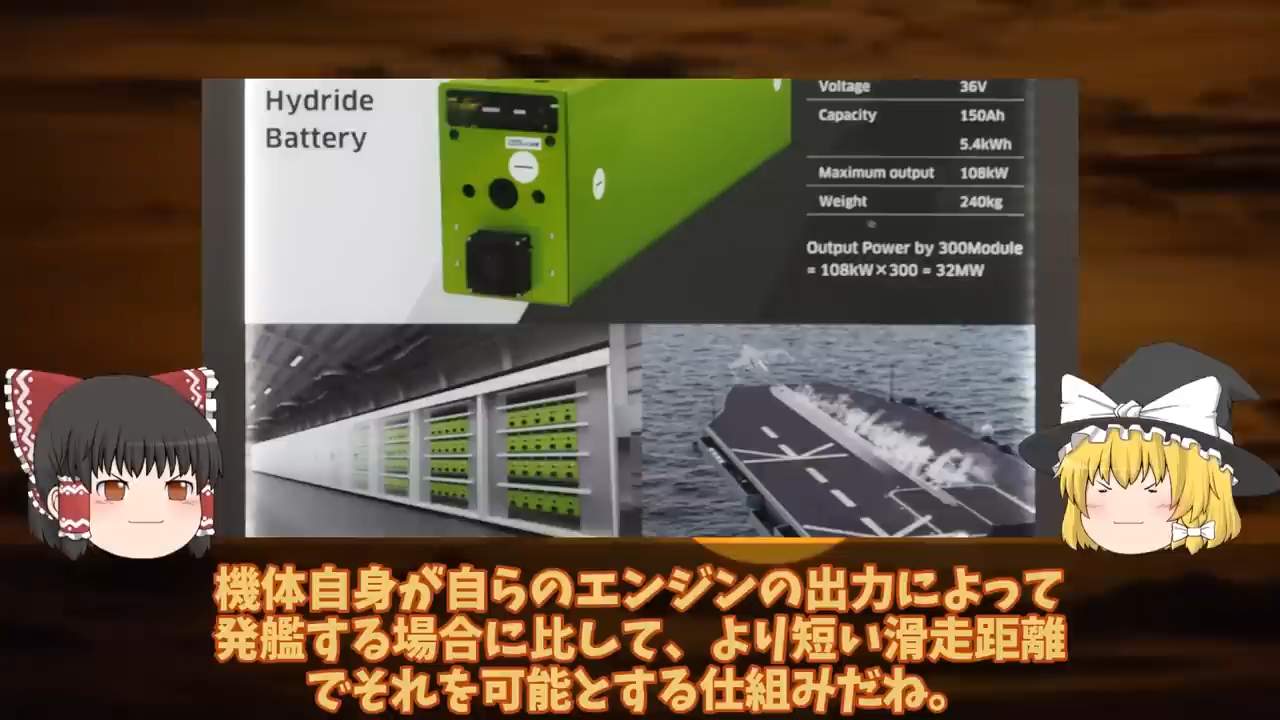 Hydride
Battery
Voltage 36V
Capacity 150Ah
5.4kWh
Maximum output 108kW
Weight 240kg
Output Power by 300Module
= 108kW×300 = 32MW
機体自身が自らのエンジンの出力によって
発艦する場合に比して、より短い滑走距離
でそれを可能とする仕組みだね。